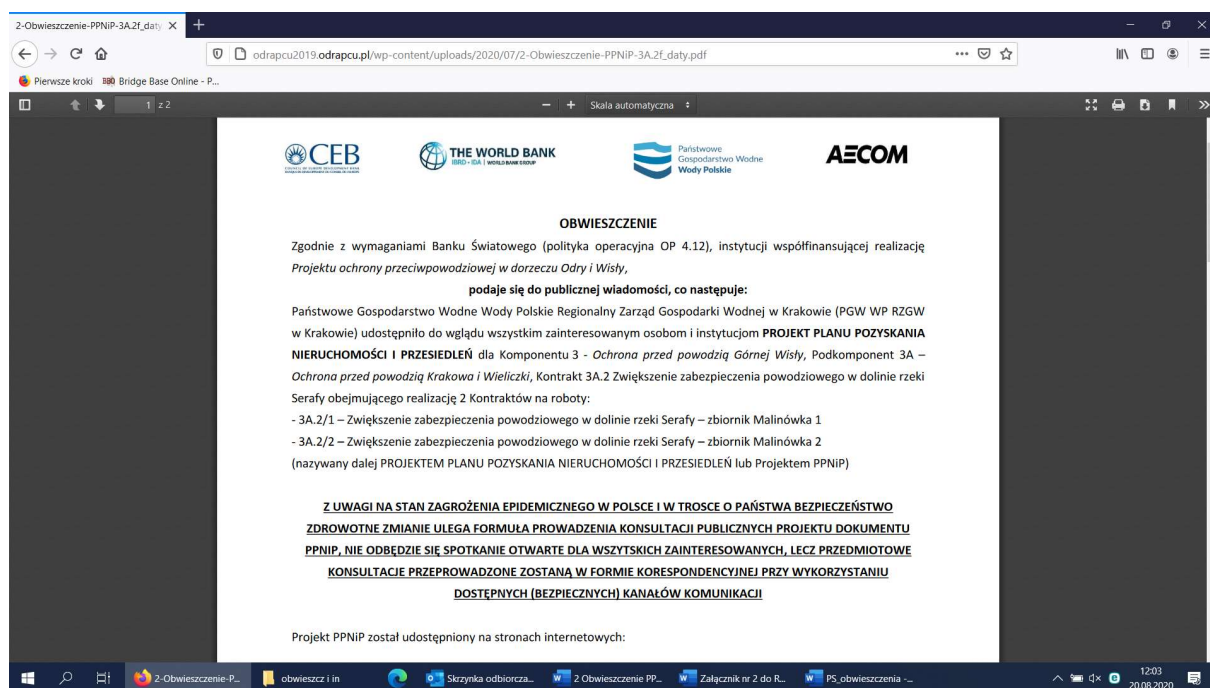 2-Obwieszczenie-PPNiP-3A.2f_daty
odrapcu2019.odrapcu.pl/wp-content/uploads/2020/07/2-Obwieszczenie-PPNiP-3A.2f_daty.pdf
Pierwsze kroki Bridge Base Online - P...
1 z 2 Skala automatyczna
CEB
THE WORLD BANK
IBRD • IDA | WORLD BANK GROUP
Państwowe
Gospodarstwo Wodne
Wody Polskie
AECOM
OBWIESZCZENIE
Zgodnie z wymaganiami Banku Światowego (polityka operacyjna OP 4.12), instytucji współfinansującej realizację
Projektu ochrony przeciwpowodziowej w dorzeczu Odry i Wisły,
podaje się do publicznej wiadomości, co następuje:
Państwowe Gospodarstwo Wodne Wody Polskie Regionalny Zarząd Gospodarki Wodnej w Krakowie (PGW WP RZGW
w Krakowie) udostępniło do wglądu wszystkim zainteresowanym osobom i instytucjom PROJEKT PLANU POZYSKANIA
NIERUCHOMOŚCI I PRZESIEDLEŃ dla Komponentu 3 - Ochrona przed powodzią Górnej Wisły, Podkomponent 3A –
Ochrona przed powodzią Krakowa i Wieliczki, Kontrakt 3A.2 Zwiększenie zabezpieczenia powodziowego w dolinie rzeki
Serafy obejmującego realizację 2 Kontraktów na roboty:
- 3A.2/1 – Zwiększenie zabezpieczenia powodziowego w dolinie rzeki Serafy – zbiornik Malinówka 1
- 3A.2/2 – Zwiększenie zabezpieczenia powodziowego w dolinie rzeki Serafy – zbiornik Malinówka 2
(nazywany dalej PROJEKTEM PLANU POZYSKANIA NIERUCHOMOŚCI I PRZESIEDLEŃ lub Projektem PPNiP)
Z UWAGI NA STAN ZAGROŻENIA EPIDEMICZNEGO W POLSCE I W TROSCE O PAŃSTWA BEZPIECZEŃSTWO
ZDROWOTNE ZMIANIE ULEGA FORMUŁA PROWADZENIA KONSULTACJI PUBLICZNYCH PROJEKTU DOKUMENTU
PPNIP, NIE ODBĘDZIE SIĘ SPOTKANIE OTWARTE DLA WSZYTSKICH ZAINTERESOWANYCH, LECZ PRZEDMIOTOWE
KONSULTACJE PRZEPROWADZONE ZOSTANĄ W FORMIE KORESPONDENCYJNEJ PRZY WYKORZYSTANIU
DOSTĘPNYCH (BEZPIECZNYCH) KANAŁÓW KOMUNIKACJI
Projekt PPNiP został udostępniony na stronach internetowych:
2-Obwieszczenie-P... obwieszcz i in Skrzynka odbiorcza... 2 Obwieszczenie PP... Załącznik nr 2 do R... PS_obwieszczenia -...
12:03
20.08.2020